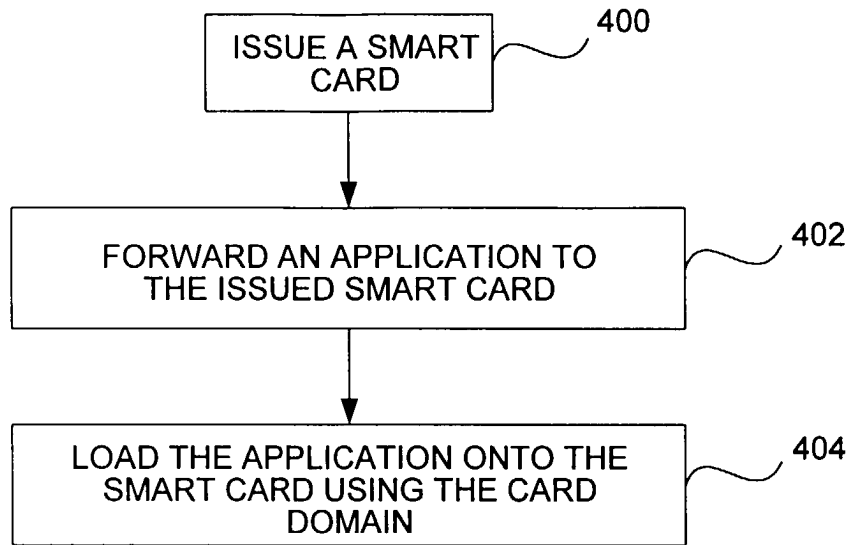 ISSUE A SMART
CARD
400
FORWARD AN APPLICATION TO
THE ISSUED SMART CARD
402
LOAD THE APPLICATION ONTO THE
SMART CARD USING THE CARD
DOMAIN
404